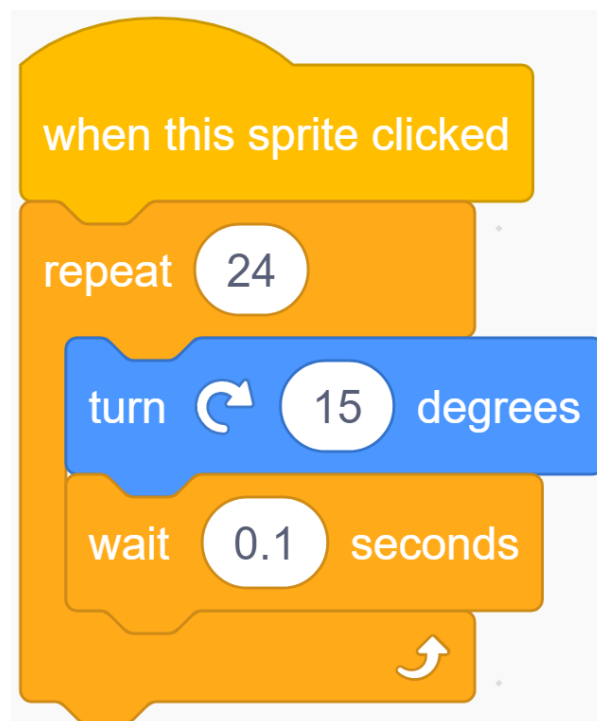 when this sprite clicked
repeat 24
turn 15 degrees
wait 0.1 seconds